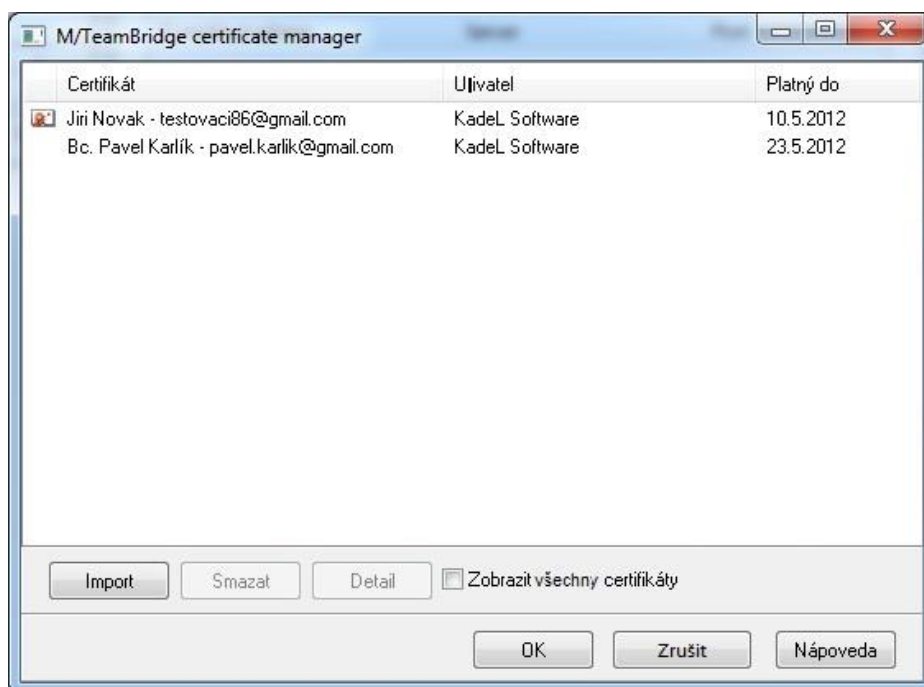 M/TeamBridge certificate manager
Certifikát Uljivatel Platný do
Jiri Novak - testovaci86@gmail.com KadeL Software 10.5.2012
Bc. Pavel Karlík - pavel.karlik@gmail.com KadeL Software 23.5.2012
Import Smazat Detail Zobrazit všechny certifikáty
OK Zrušit Nápoveda